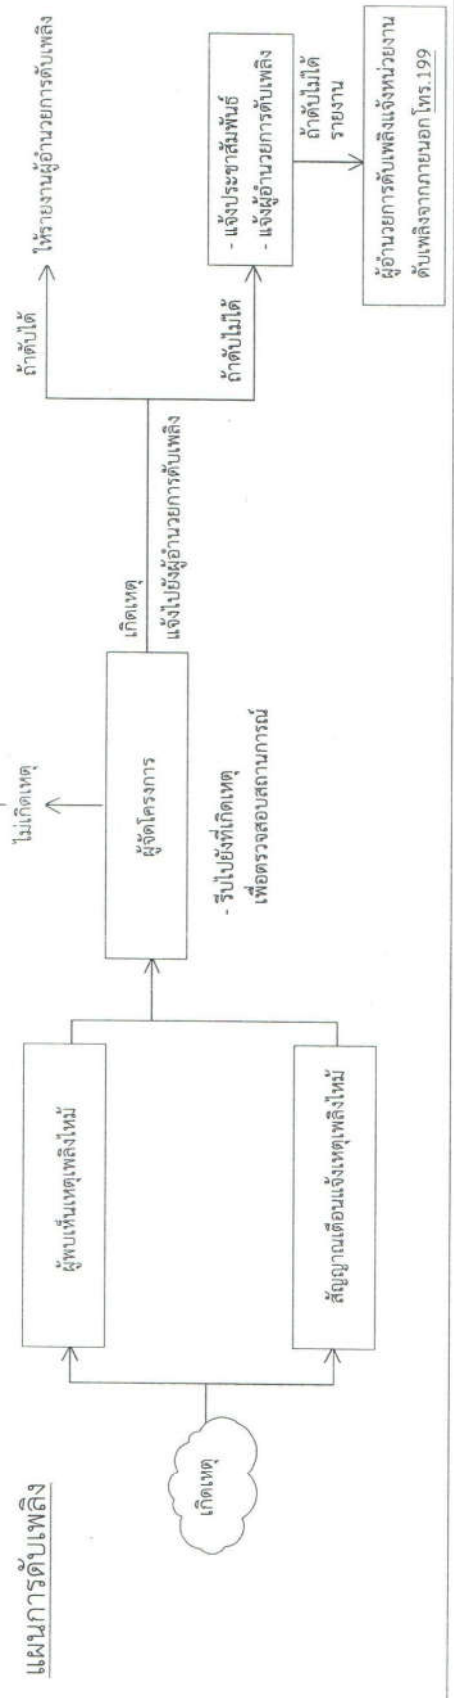 แผนการดับเพลิง
เกิดเหตุ
ผู้พบเห็นเหตุเพลิงไหม้
สัญญาณเตือนแจ้งเหตุเพลิงไหม้
ไม่เกิดเหตุ
ผู้จัดโครงการ
- รีบไปยังที่เกิดเหตุ
เพื่อตรวจสอบสถานการณ์
เกิดเหตุ
แจ้งไปยังผู้อำนวยการดับเพลิง
ถ้าดับได้
ให้รายงานผู้อำนวยการดับเพลิง
ถ้าดับไม่ได้
- แจ้งประชาสัมพันธ์
- แจ้งผู้อำนวยการดับเพลิง
ถ้าดับไม่ได้
รายงาน
ผู้อำนวยการดับเพลิงแจ้งหน่วยงาน
ดับเพลิงจากภายนอกโทร.199